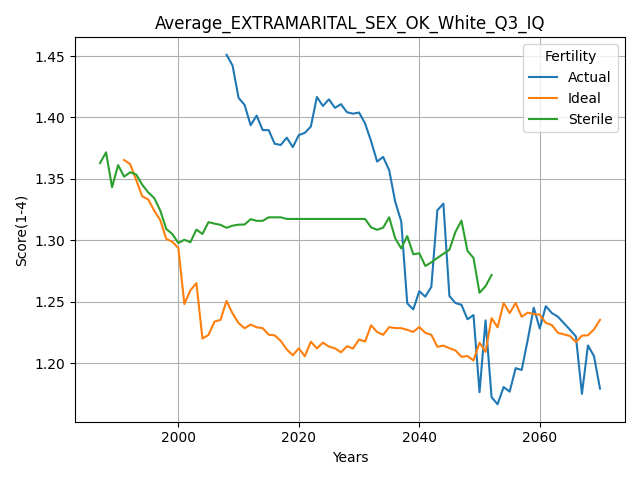 Average_EXTRAMARITAL_SEX_OK_White_Q3_IQ
Fertility
Actual
Ideal
Sterile
Score(1-4)
1.45
1.40
1.35
1.30
1.25
1.20
2000
2020
2040
2060
Years